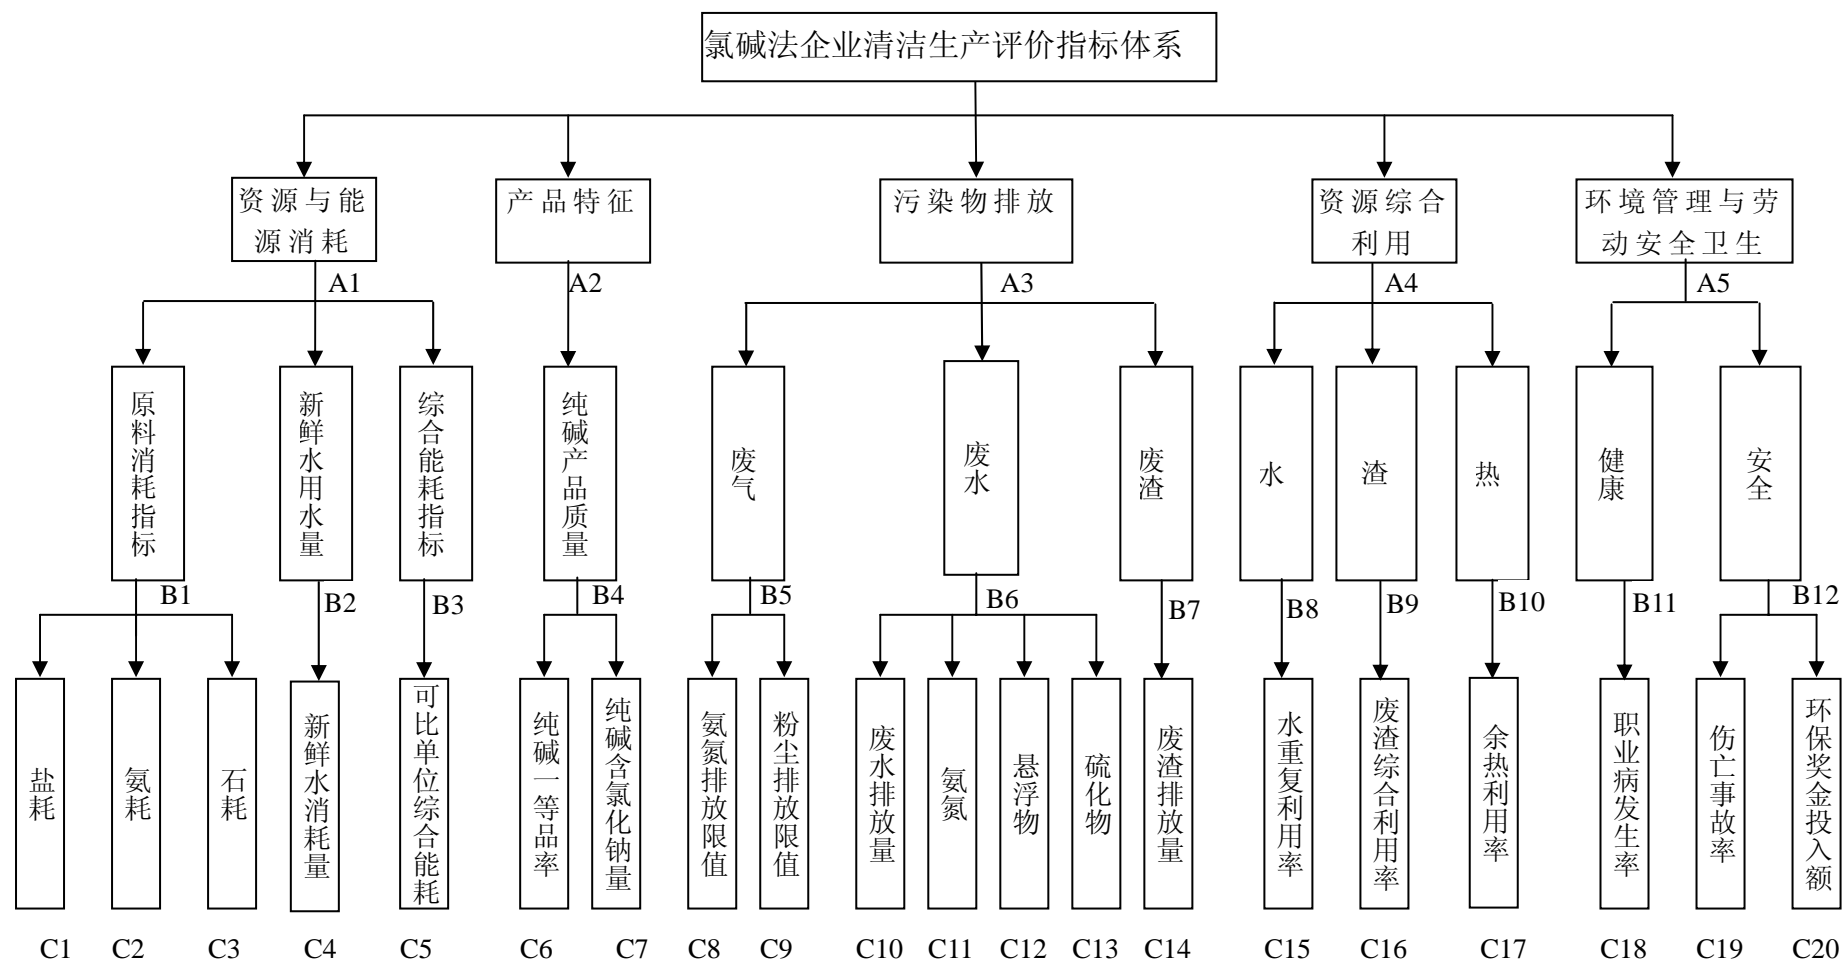 氯碱法企业清洁生产评价指标体系
资源与能
源消耗
产品特征
污染物排放
资源综合
利用
环境管理与劳
动安全卫生
A1
A2
A3
A4
A5
原料消耗指标
新鲜水用水量
综合能耗指标
纯碱产品质量
废气
废水
废渣
水
渣
热
健康
安全
B1
B2
B3
B4
B5
B6
B7
B8
B9
B10
B11
B12
盐耗
氨耗
石耗
新鲜水消耗量
可比单位综合能耗
纯碱一等品率
纯碱含氯化钠量
氨氮排放限值
粉尘排放限值
废水排放量
氨氮
悬浮物
硫化物
废渣排放量
水重复利用率
废渣综合利用率
余热利用率
职业病发生率
伤亡事故率
环保奖金投入额
C1
C2
C3
C4
C5
C6
C7
C8
C9
C10
C11
C12
C13
C14
C15
C16
C17
C18
C19
C20